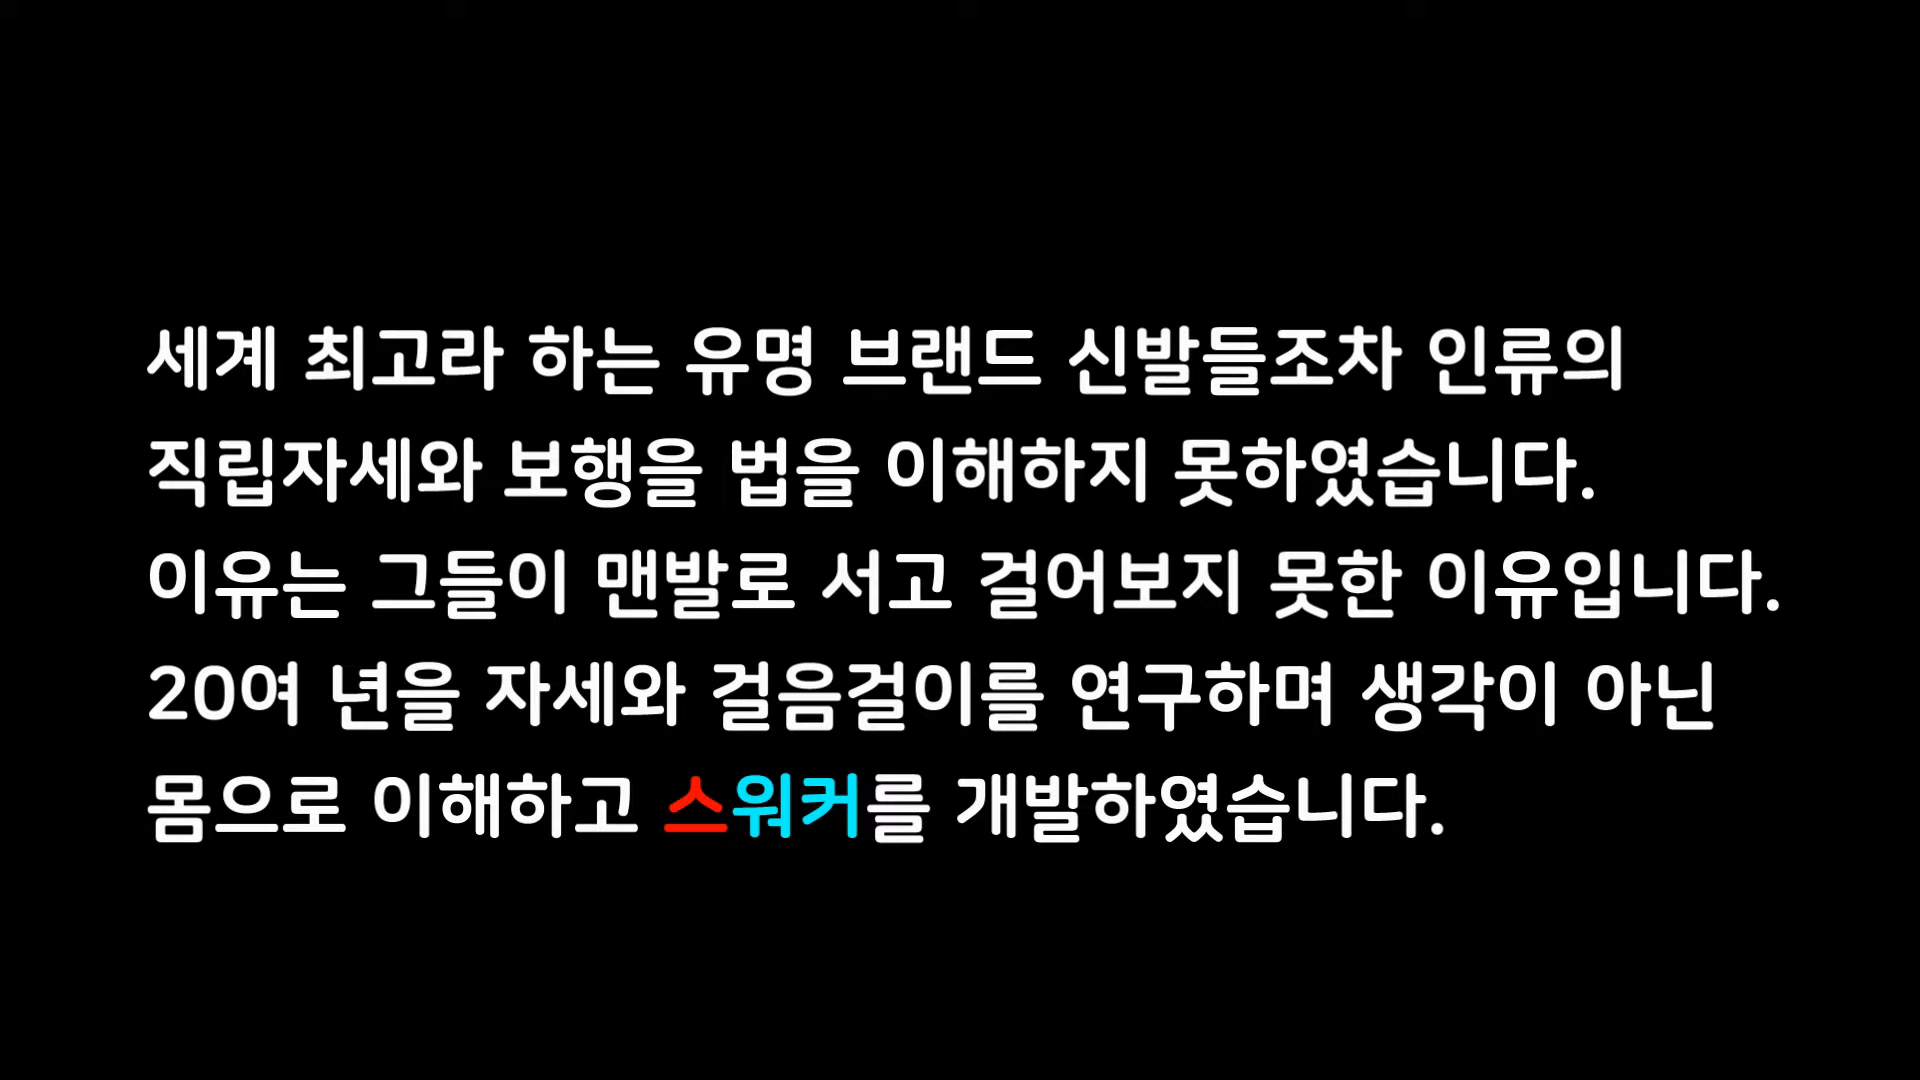 세계 최고라 하는 유명 브랜드 신발들조차 인류의
직립자세와 보행을 법을 이해하지 못하였습니다.
이유는 그들이 맨발로 서고 걸어보지 못한 이유입니다.
20여 년을 자세와 걸음걸이를 연구하며 생각이 아닌
몸으로 이해하고 스워커를 개발하였습니다.